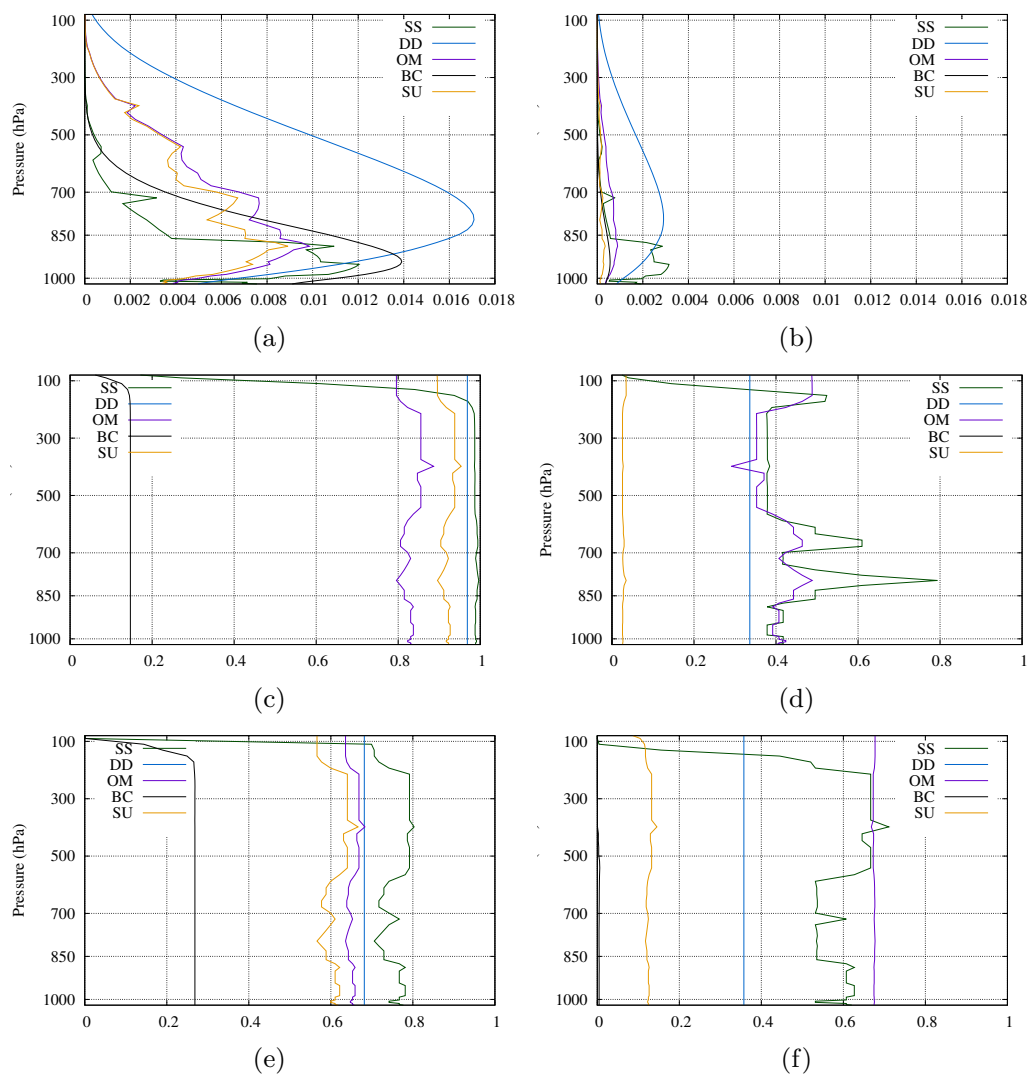 100
300
500
700
850
1000
Pressure (hPa)
0 0.002 0.004 0.006 0.008 0.01 0.012 0.014 0.016 0.018
SS
DD
OM
BC
SU
(a)
100
300
500
700
850
1000
0 0.002 0.004 0.006 0.008 0.01 0.012 0.014 0.016 0.018
SS
DD
OM
BC
SU
(b)
100
300
500
700
850
1000
0 0.2 0.4 0.6 0.8 1
SS
DD
OM
BC
SU
(c)
100
300
500
700
850
1000
Pressure (hPa)
0 0.2 0.4 0.6 0.8 1
SS
DD
OM
BC
SU
(d)
100
300
500
700
850
1000
Pressure (hPa)
0 0.2 0.4 0.6 0.8 1
SS
DD
OM
BC
SU
(e)
100
300
500
700
850
1000
0 0.2 0.4 0.6 0.8 1
SS
DD
OM
BC
SU
(f)